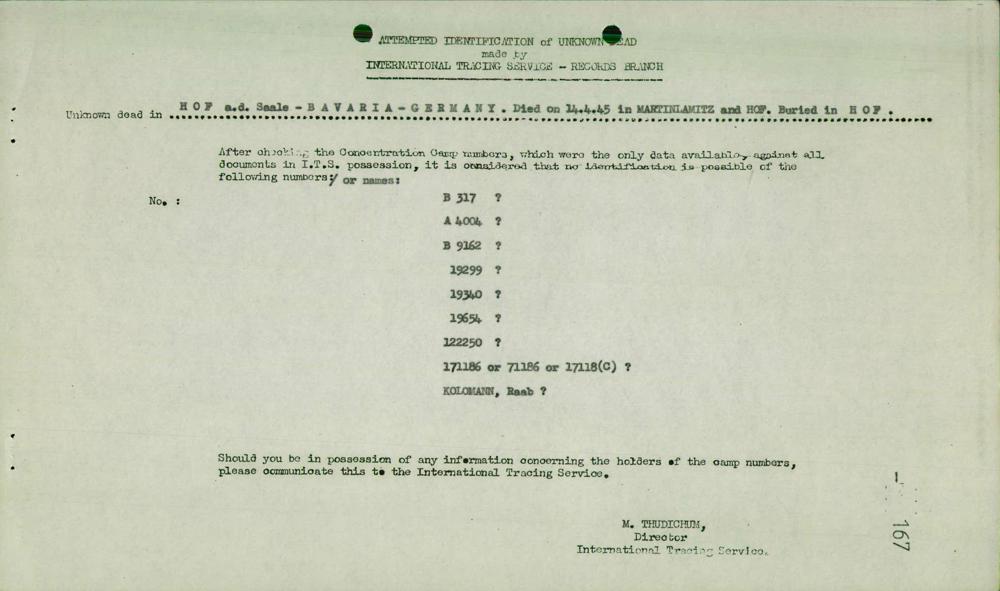 ATTEMPTED IDENTIFICATION of UNKNOWN DEAD
made by
INTERNATIONAL TRACING SERVICE - RECORDS BRANCH
Unknown dead in HOF a.d. Saale - BAVARIA - GERMANY. Died on 14.4.45 in MARTINLAMITZ and HOF. Buried in HOF.
After checking the Concentration Camp numbers, which were the only data available, against all
documents in I.T.S. possession, it is considered that no identification is possible of the
following numbers:/ or names:
No. :
B 317 ?
A 4004 ?
B 9162 ?
19299 ?
19340 ?
19654 ?
122250 ?
171186 or 71186 or 17118(C) ?
KOLOMANN, Raab ?
Should you be in possession of any information concerning the holders of the camp numbers,
please communicate this to the International Tracing Service.
M. THUDICHUM,
Director
International Tracing Service.
167